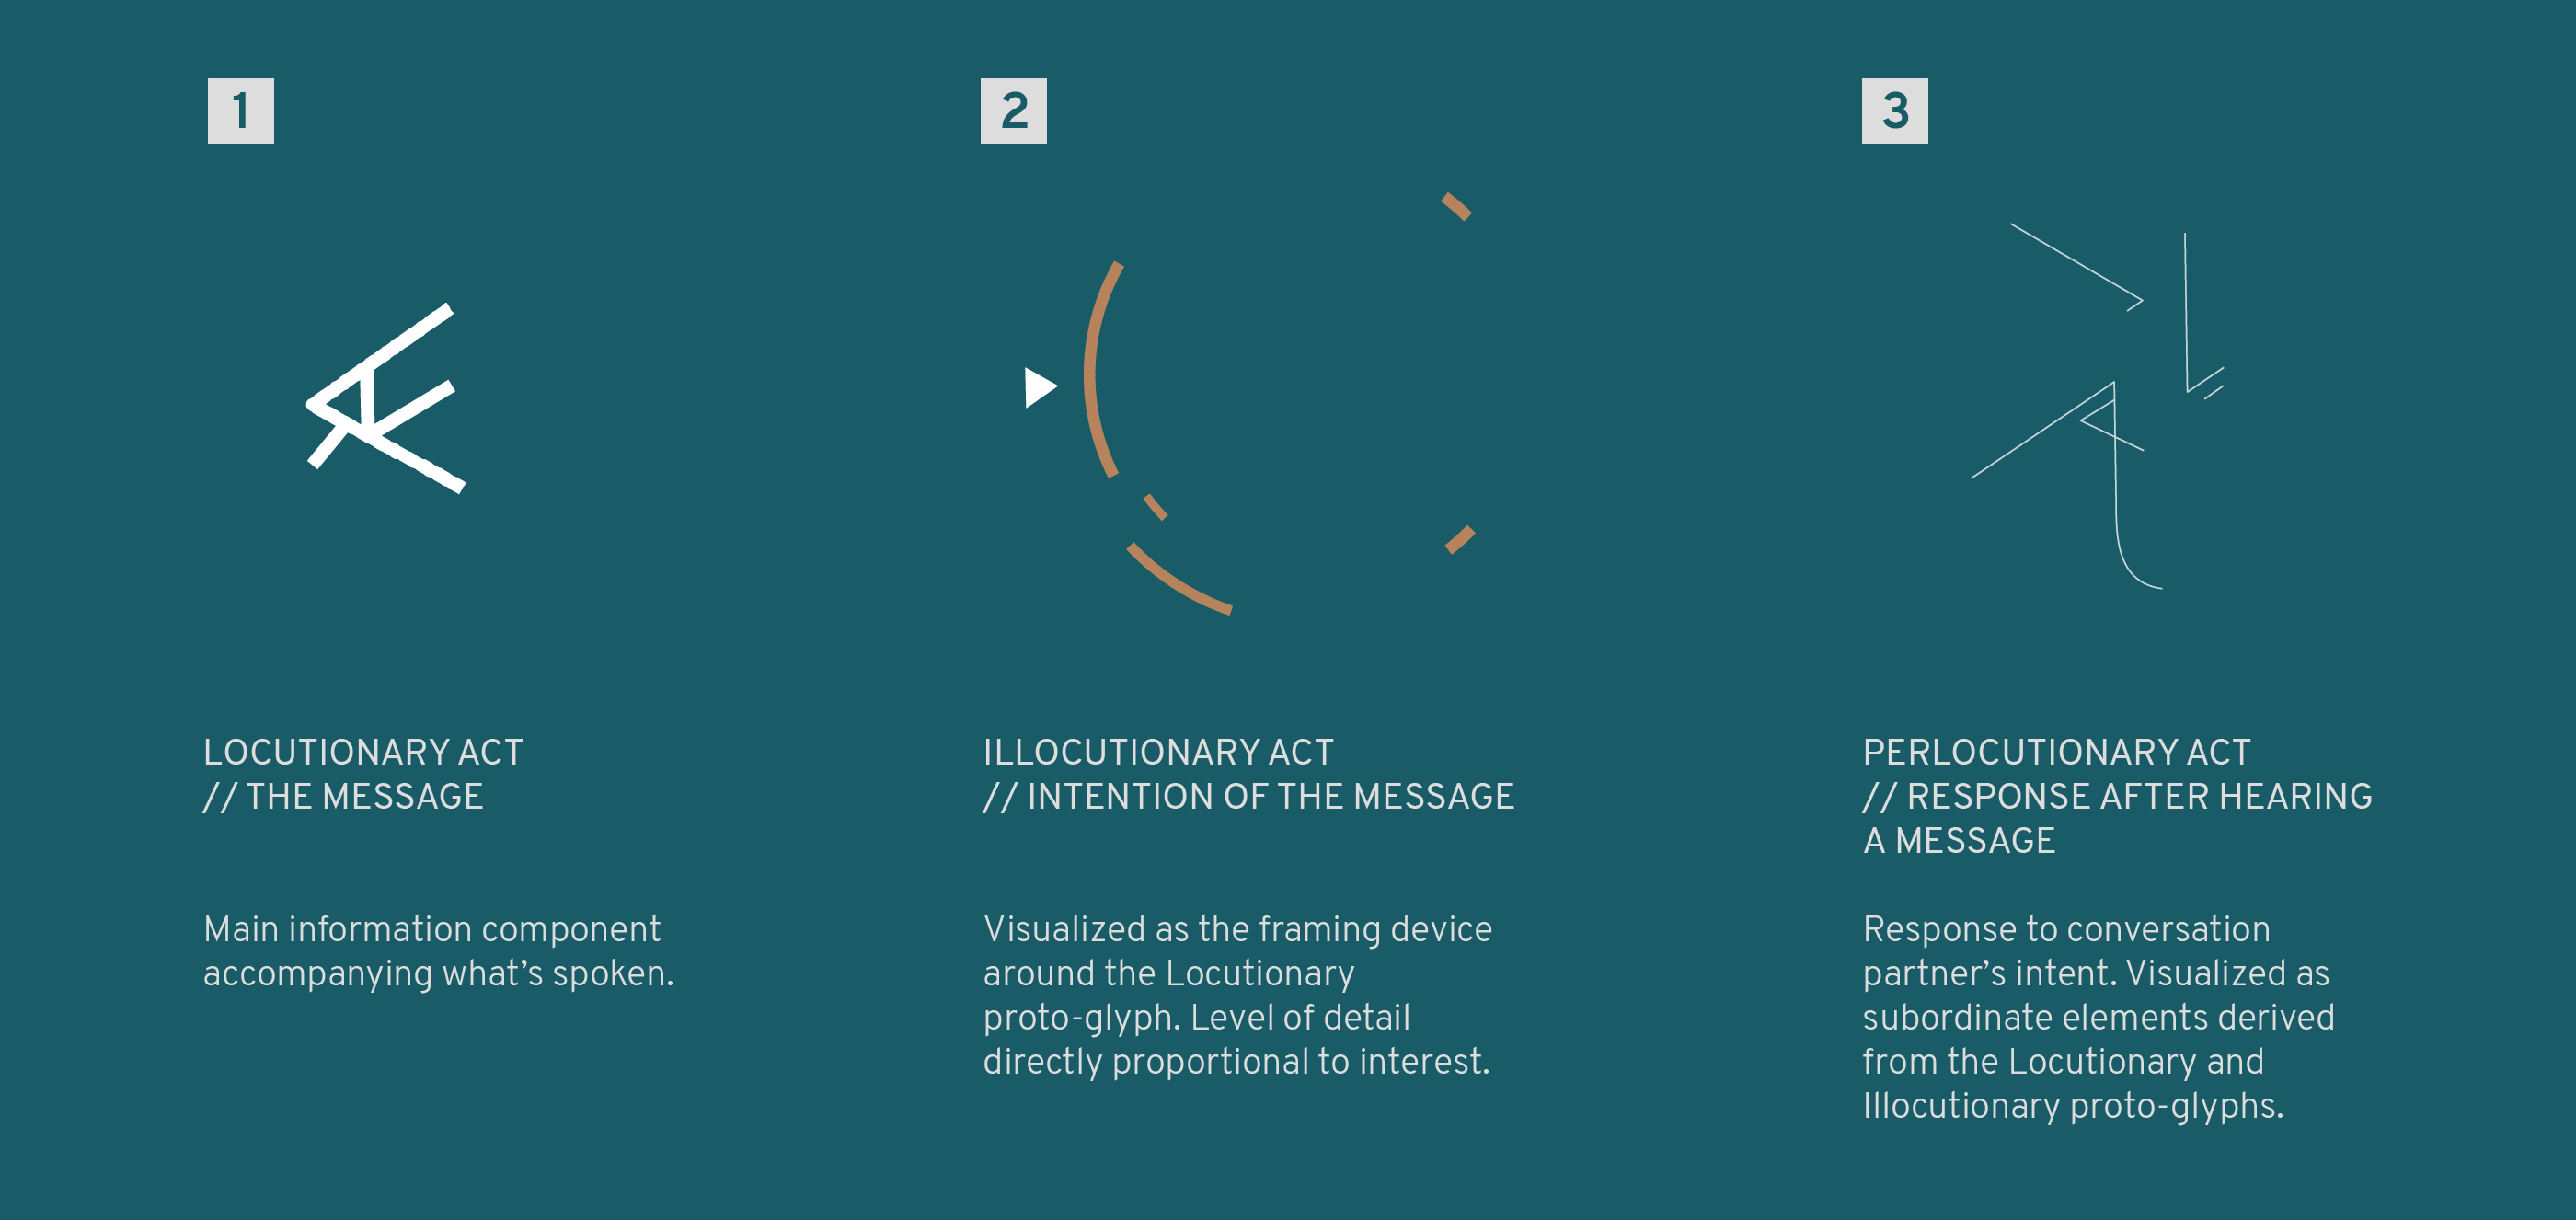 1
LOCUTIONARY ACT
// THE MESSAGE
Main information component
accompanying what’s spoken.
2
ILLOCUTIONARY ACT
// INTENTION OF THE MESSAGE
Visualized as the framing device
around the Locutionary
proto-glyph. Level of detail
directly proportional to interest.
3
PERLOCUTIONARY ACT
// RESPONSE AFTER HEARING
A MESSAGE
Response to conversation
partner’s intent. Visualized as
subordinate elements derived
from the Locutionary and
Illocutionary proto-glyphs.